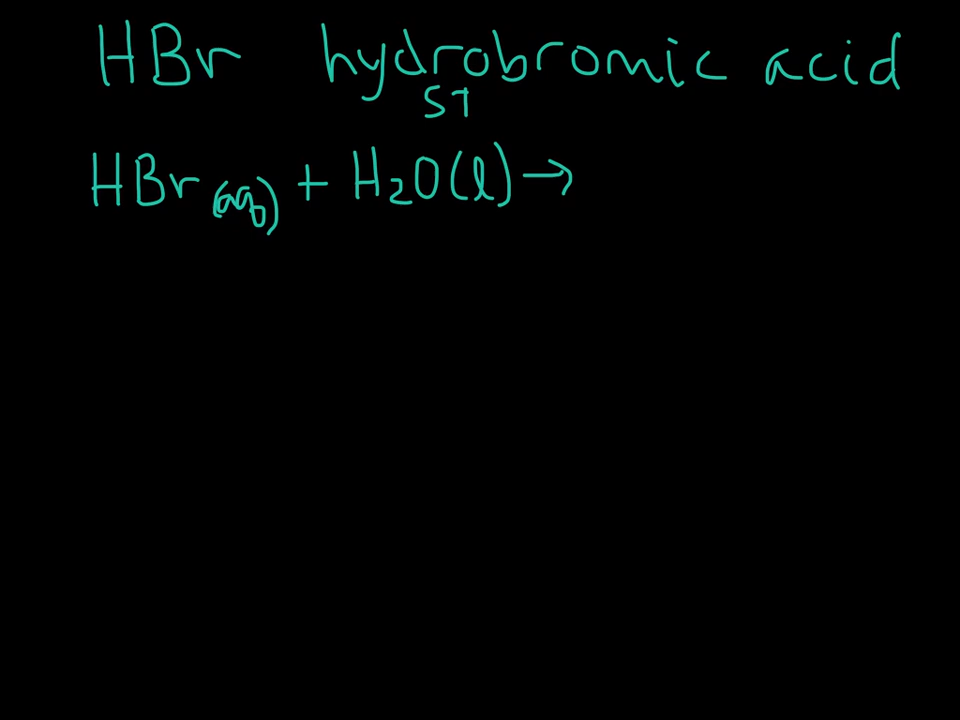 HBr hydrobromic acid
ST
HBr (aq) + H₂O(l) →